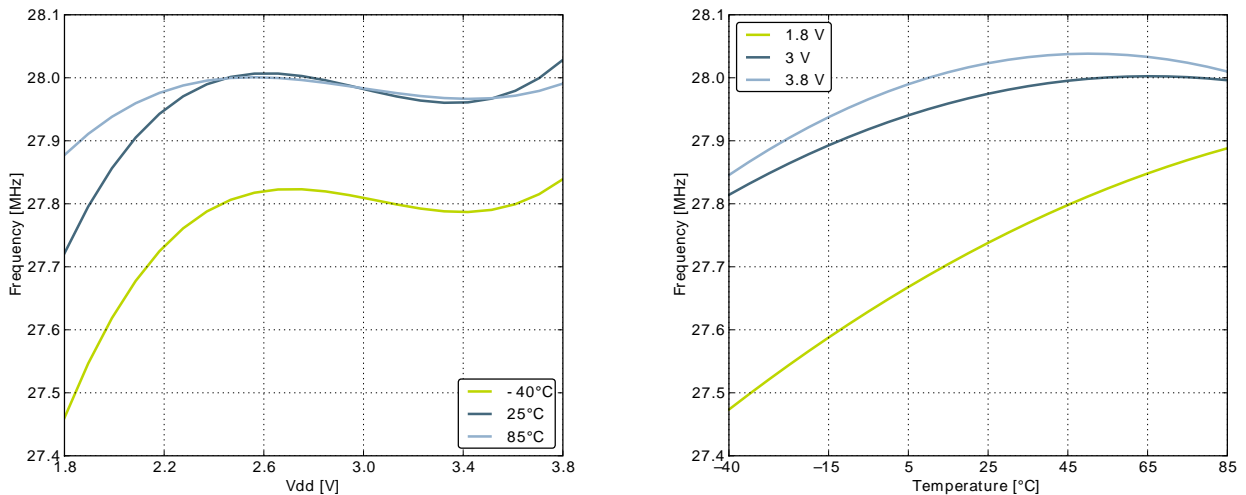 28.1
28.0
27.9
27.8
27.7
27.6
27.5
27.4
Frequency [MHz]
1.8 2.2 2.6 3.0 3.4 3.8
Vdd [V]
- 40°C
25°C
85°C
28.1
28.0
27.9
27.8
27.7
27.6
27.5
27.4
Frequency [MHz]
–40 –15 5 25 45 65 85
Temperature [°C]
1.8 V
3 V
3.8 V